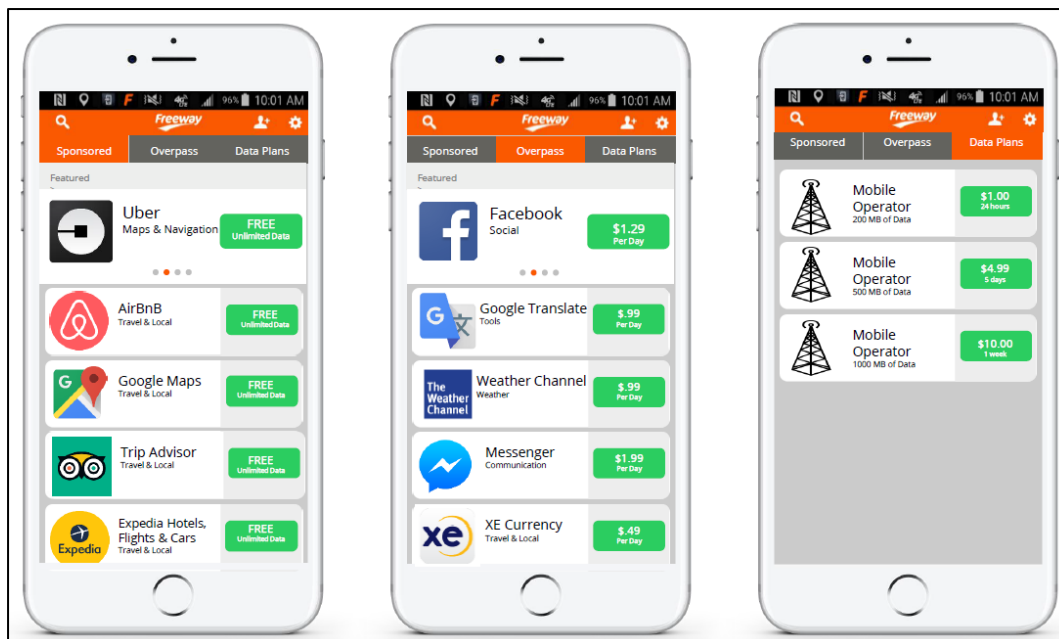 96% 10:01 AM
Freeway
Sponsored Overpass Data Plans
Featured
>
Uber
Maps & Navigation
FREE
Unlimited Data
AirBnB
Travel & Local
FREE
Unlimited Data
G
Google Maps
Travel & Local
FREE
Unlimited Data
Trip Advisor
Travel & Local
FREE
Unlimited Data
Expedia
Expedia Hotels,
Flights & Cars
Travel & Local
FREE
Unlimited Data
96% 10:01 AM
Freeway
Sponsored Overpass Data Plans
Featured
>
f
Facebook
Social
$1.29
Per Day
G 文
Google Translate
Tools
$.99
Per Day
The
Weather
Channel
Weather Channel
Weather
$.99
Per Day
Messenger
Communication
$1.99
Per Day
xe
XE Currency
Travel & Local
$.49
Per Day
96% 10:01 AM
Freeway
Sponsored Overpass Data Plans
Mobile
Operator
200 MB of Data
$1.00
24 hours
Mobile
Operator
500 MB of Data
$4.99
5 days
Mobile
Operator
1000 MB of Data
$10.00
1 week